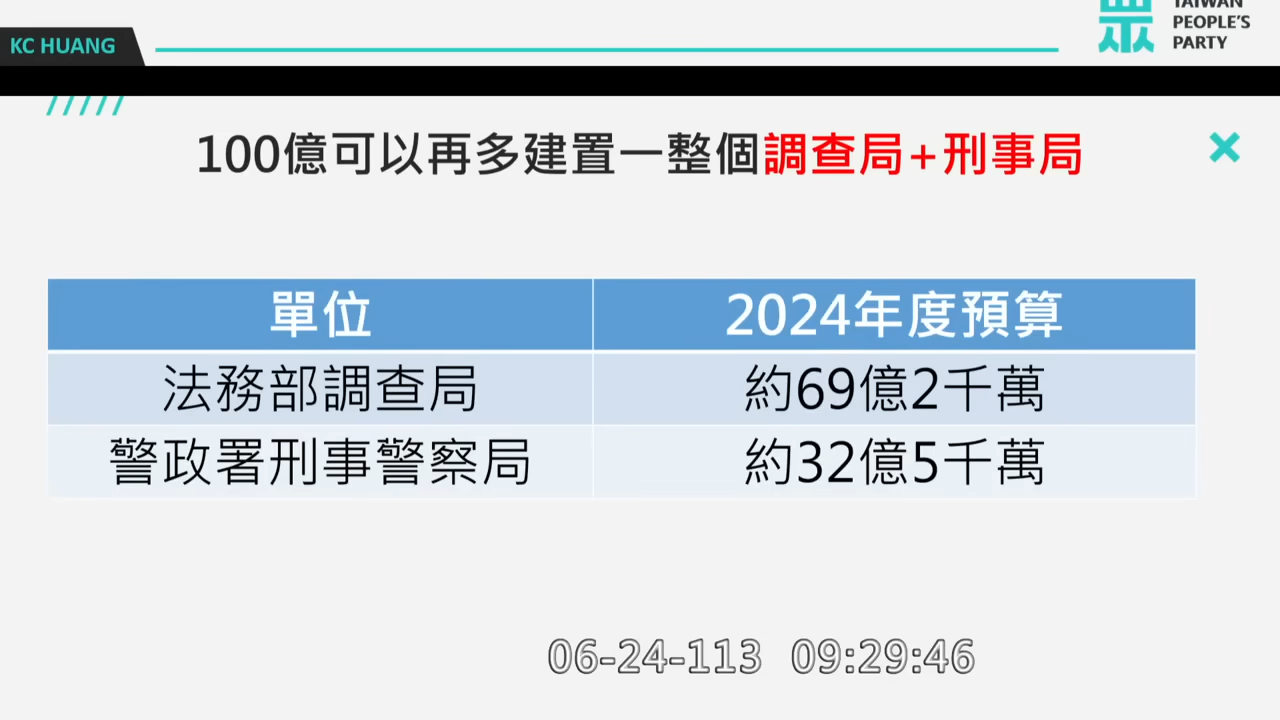 TAIWAN
PEOPLE'S
PARTY
KC HUANG
100億可以再多建置一整個調查局+刑事局
單位 2024年度預算
法務部調查局 約69億2千萬
警政署刑事警察局 約32億5千萬
06-24-113 09:29:46